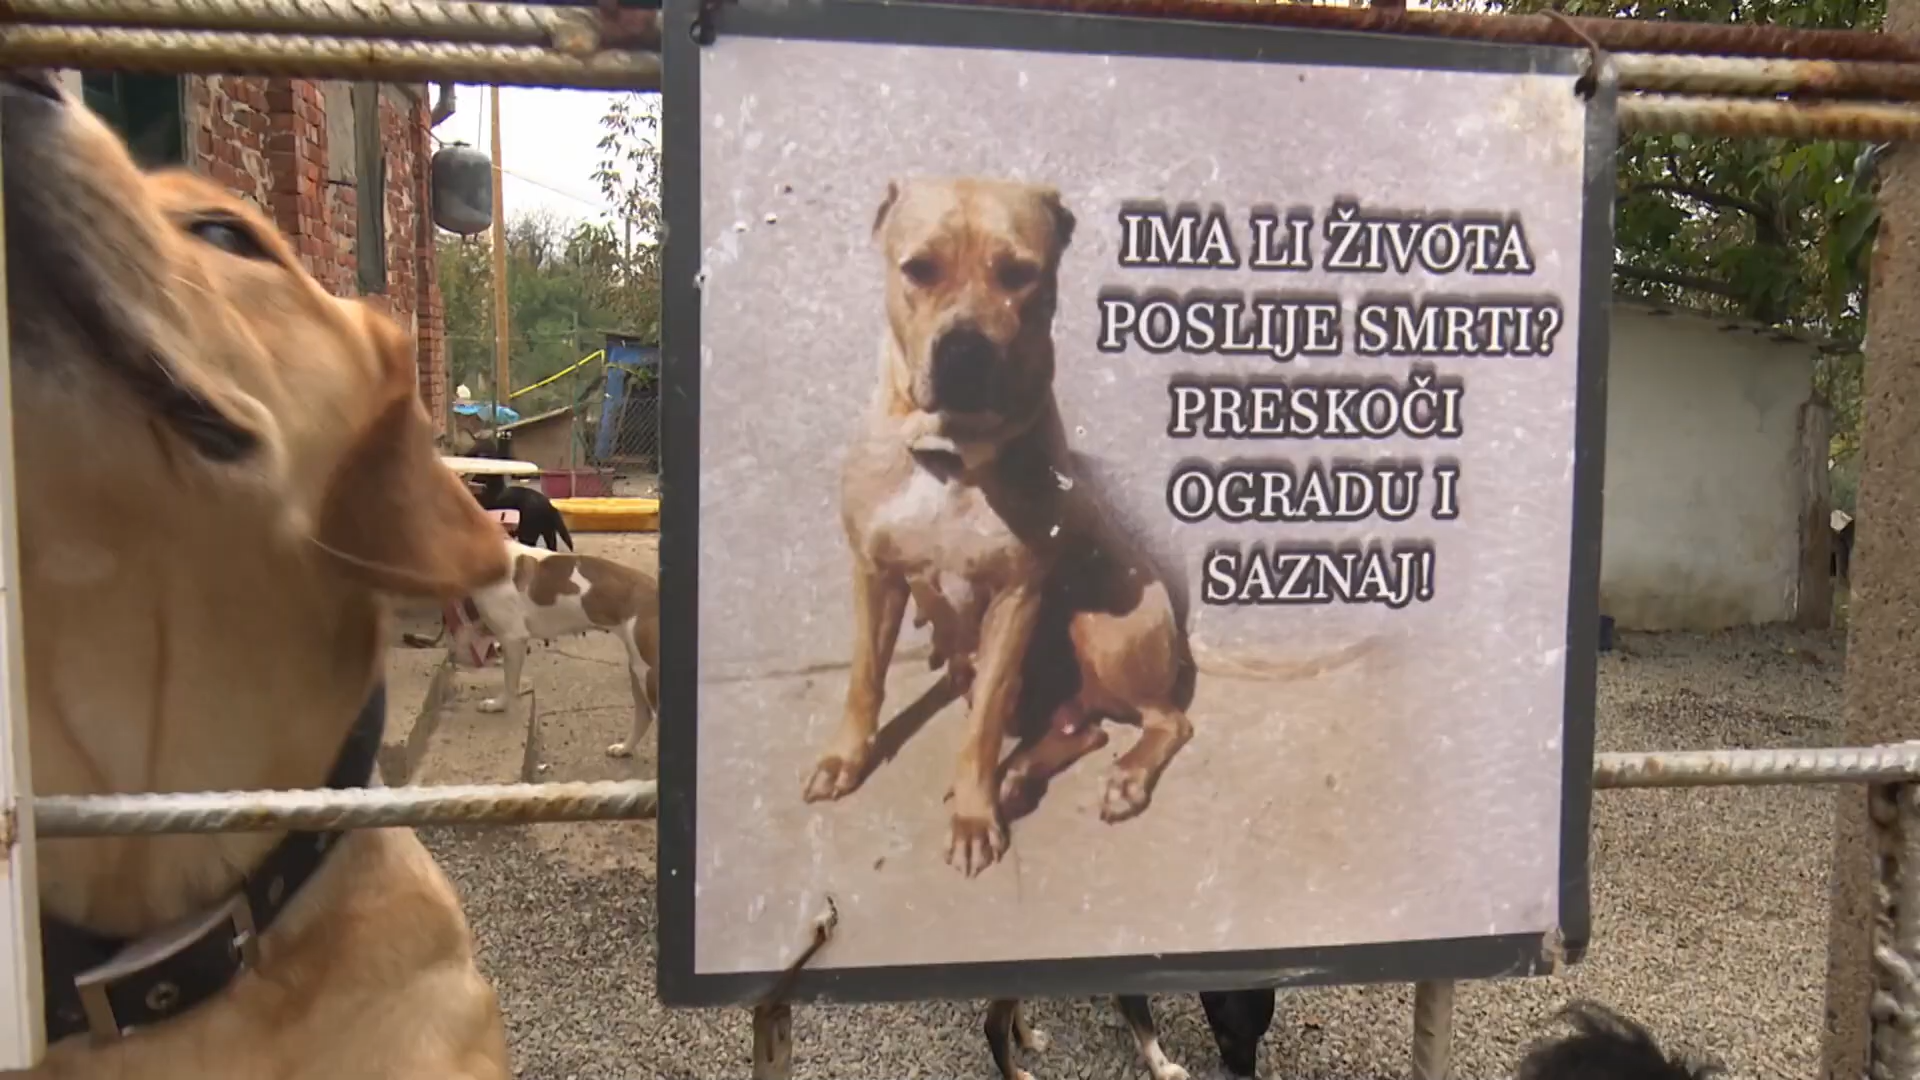 IMA LI ŽIVOTA
POSLIJE SMRTI?
PRESKOČI
OGRADU I
SAZNAJ!